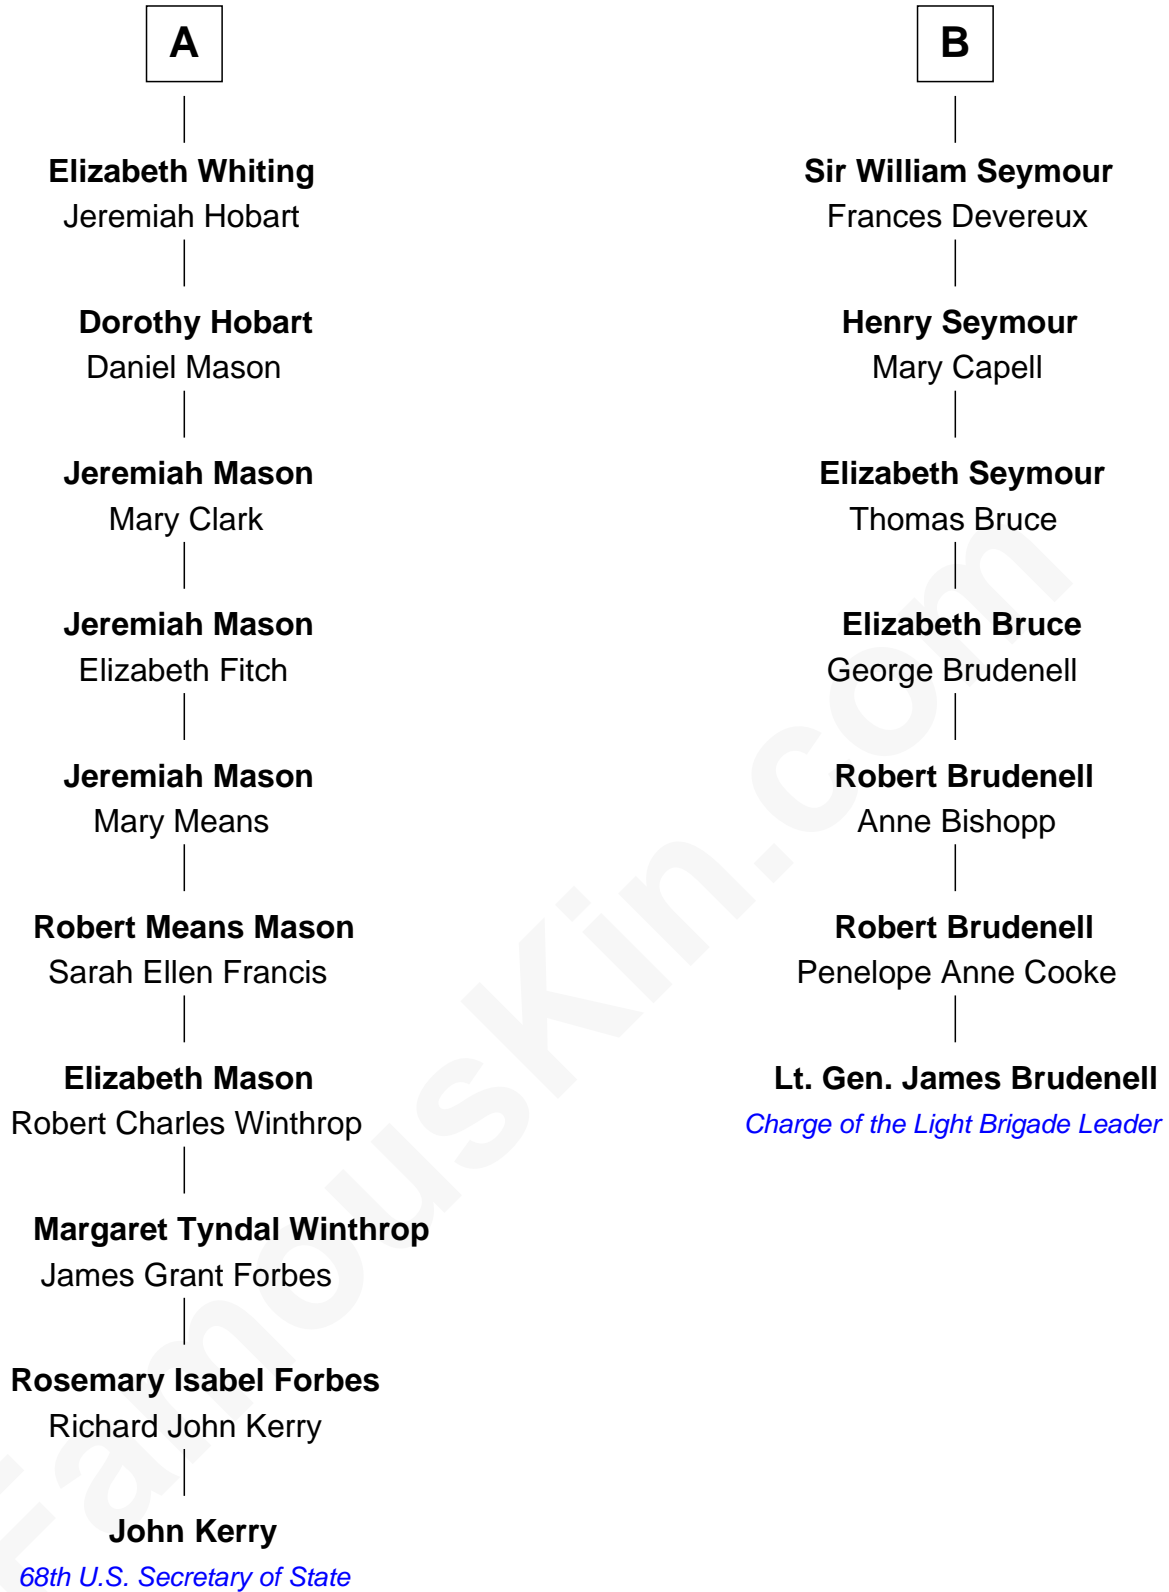 A
Elizabeth Whiting
Jeremiah Hobart
Dorothy Hobart
Daniel Mason
Jeremiah Mason
Mary Clark
Jeremiah Mason
Elizabeth Fitch
Jeremiah Mason
Mary Means
Robert Means Mason
Sarah Ellen Francis
Elizabeth Mason
Robert Charles Winthrop
Margaret Tyndal Winthrop
James Grant Forbes
Rosemary Isabel Forbes
Richard John Kerry
John Kerry
68th U.S. Secretary of State
B
Sir William Seymour
Frances Devereux
Henry Seymour
Mary Capell
Elizabeth Seymour
Thomas Bruce
Elizabeth Bruce
George Brudenell
Robert Brudenell
Anne Bishopp
Robert Brudenell
Penelope Anne Cooke
Lt. Gen. James Brudenell
Charge of the Light Brigade Leader
FamousKin.com